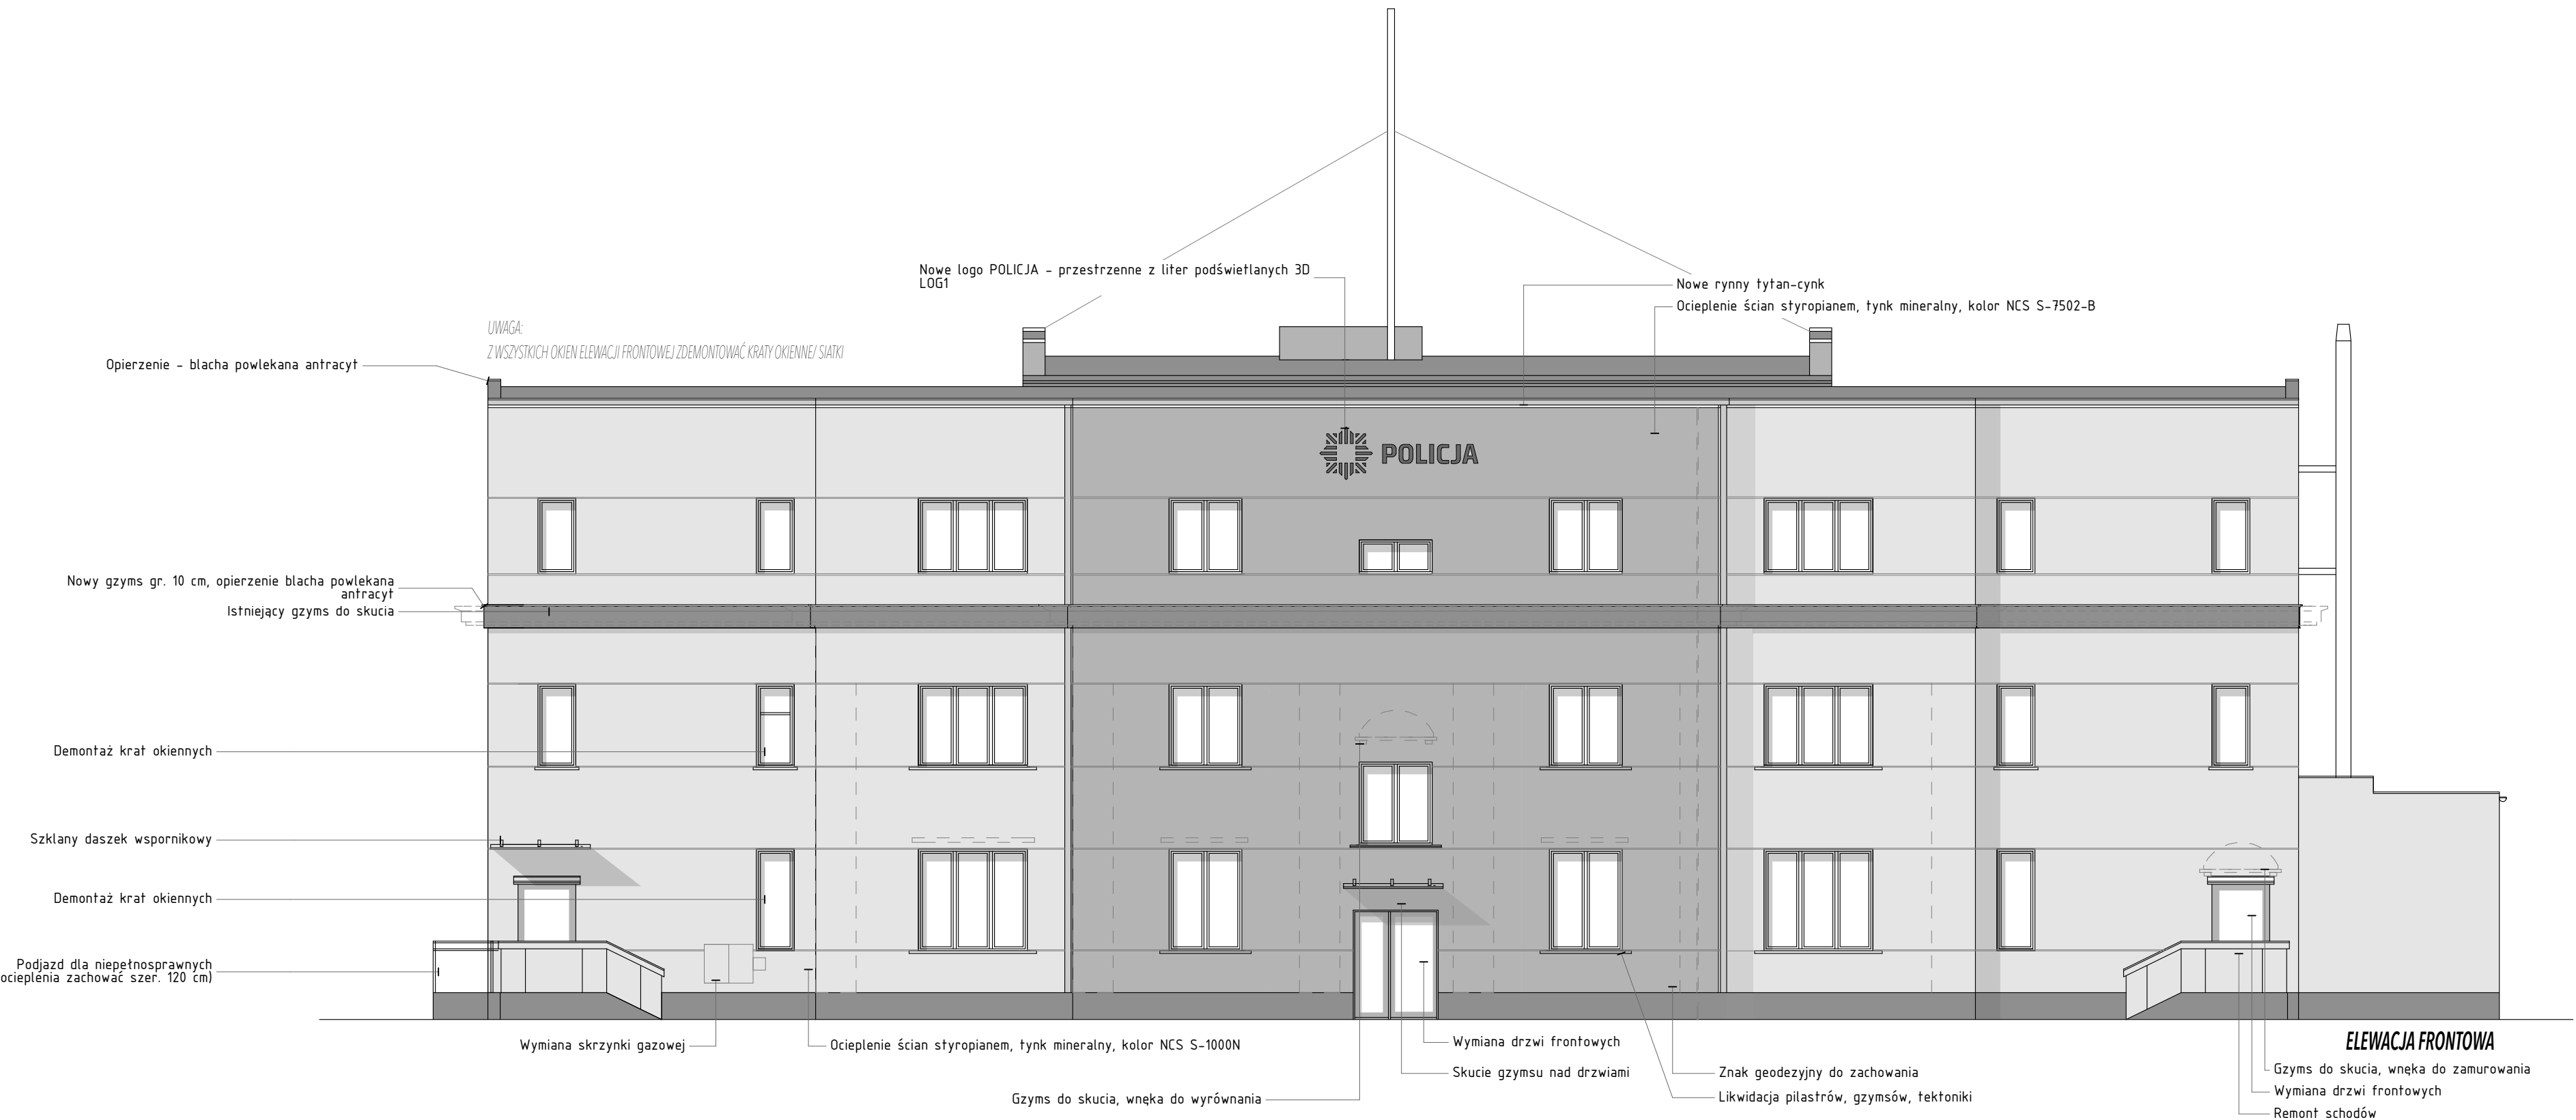 Nowe logo POLICJA - przestrzenne z liter podświetlanych 3D
LOG1
Nowe rynny tytan-cynk
Ocieplenie ścian styropianem, tynk mineralny, kolor NCS S-7502-B
UWAGA:
Z WSZYSTKICH OKIEN ELEWACJI FRONTOWEJ ZDEMONTOWAĆ KRATY OKIENNE/ SIATKI
Opierzenie - blacha powlekana antracyt
POLICJA
Nowy gzyms gr. 10 cm, opierzenie blacha powlekana
antracyt
Istniejący gzyms do skucia
Demontaż krat okiennych
Szklany daszek wspornikowy
Demontaż krat okiennych
Podjazd dla niepełnosprawnych
ocieplenia zachować szer. 120 cm)
Wymiana skrzynki gazowej
Ocieplenie ścian styropianem, tynk mineralny, kolor NCS S-1000N
Wymiana drzwi frontowych
Skucie gzymsu nad drzwiami
Gzyms do skucia, wnęka do wyrównania
Znak geodezyjny do zachowania
Likwidacja pilastrów, gzymsów, tektoniki
ELEWACJA FRONTOWA
Gzyms do skucia, wnęka do zamurowania
Wymiana drzwi frontowych
Remont schodów